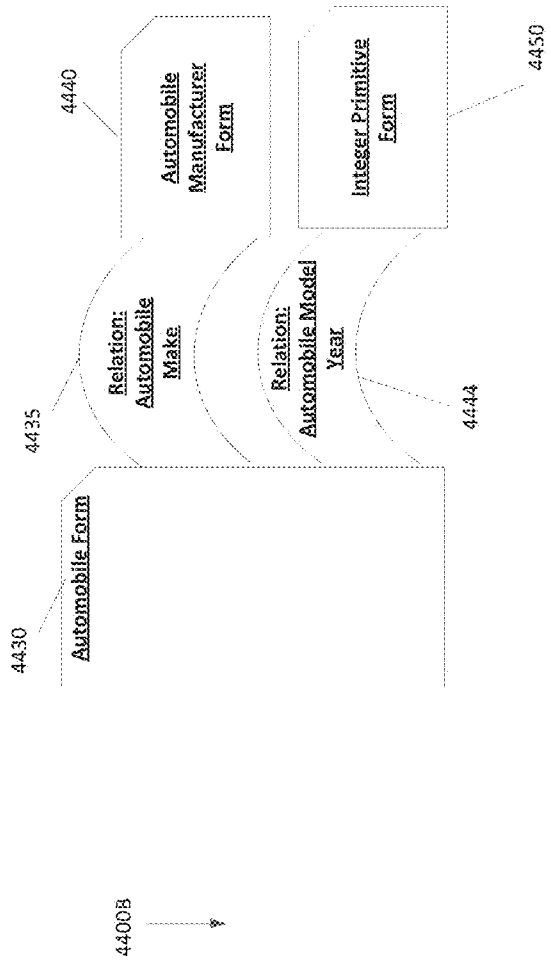 4400B
4430
Automobile Form
4435
Relation:
Automobile
Make
4440
Automobile
Manufacturer
Form
Relation:
Automobile Model
Year
4444
Integer Primitive
Form
4450